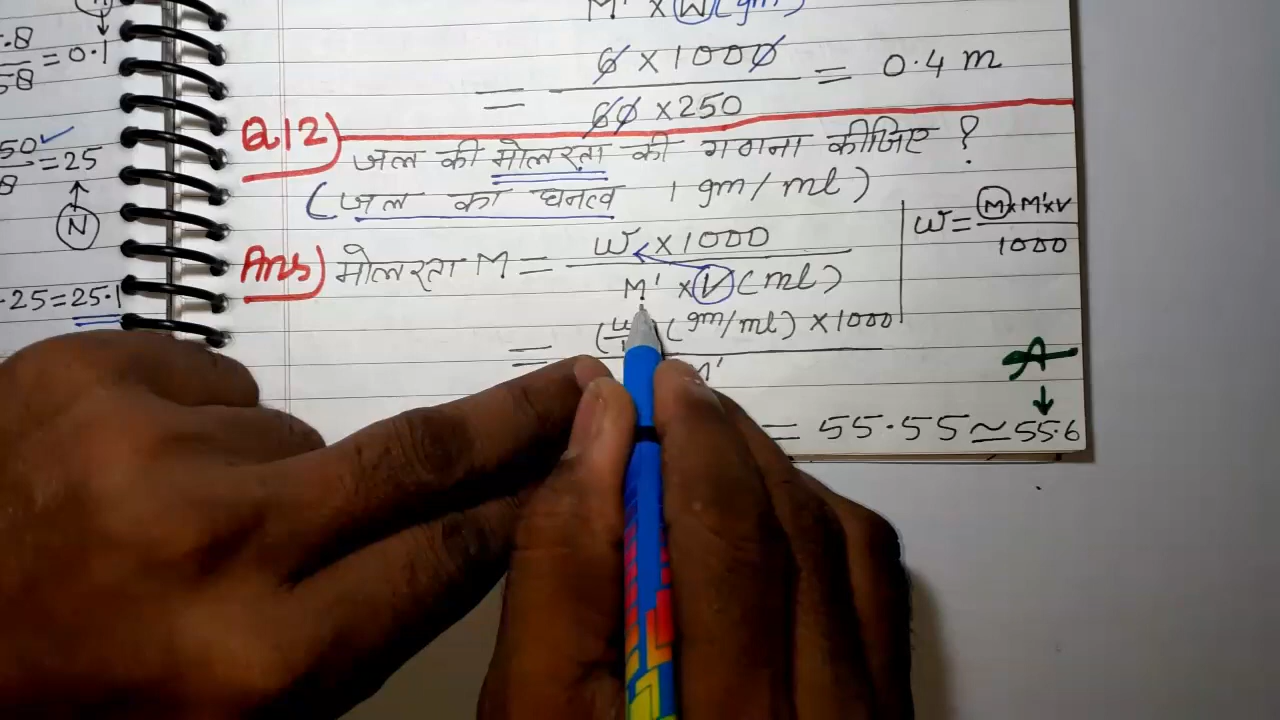 M' × W (gm)
6 × 1000
= ――― = 0.4 m
60 × 250
.8
58 = 0.1
50 = 25
8
N
.25 = 25.1
Q12) जल की मोलरता की गणना कीजिए ?
(जल का घनत्व 1 gm/ml)
Ans) मोलरता M = W × 1000
M' × V (ml)
W = M × M' × V
1000
= (gm/ml) × 1000
M'
A
= 55.55 ≃ 55.6